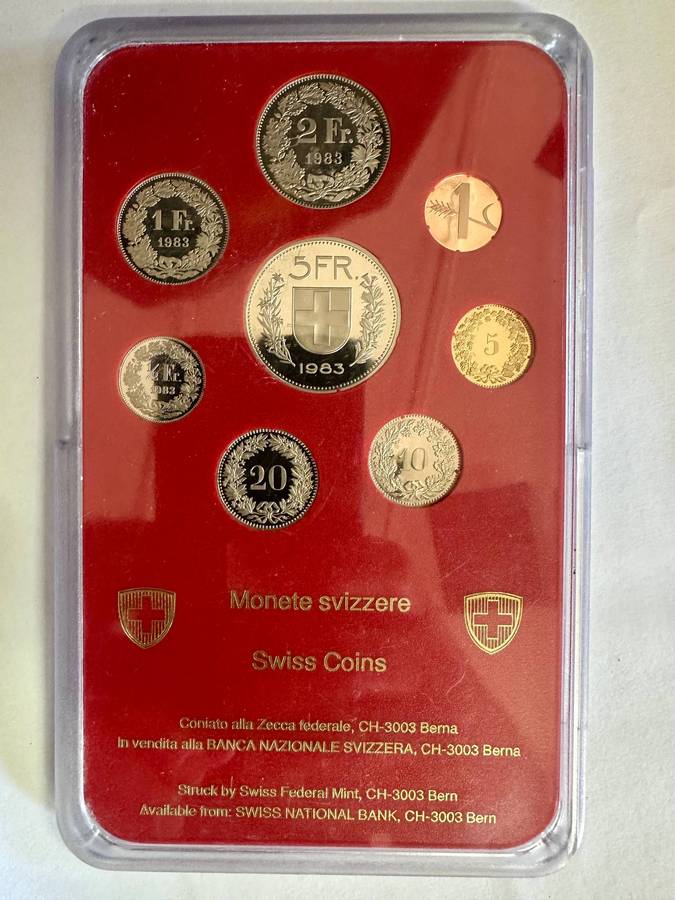 2 Fr.
1983
1 Fr.
1983
1
5 FR.
1983
5
½ Fr.
1983
10
20
Monete svizzere
Swiss Coins
Coniato alla Zecca federale, CH-3003 Berna
In vendita alla BANCA NAZIONALE SVIZZERA, CH-3003 Berna
Struck by Swiss Federal Mint, CH-3003 Bern
Available from: SWISS NATIONAL BANK, CH-3003 Bern